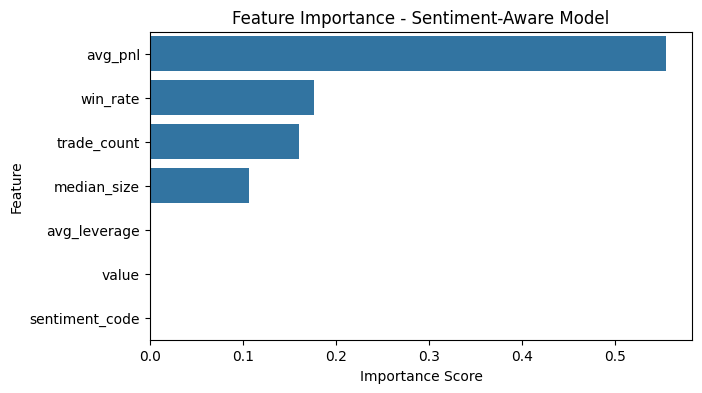 Feature Importance - Sentiment-Aware Model
Feature
avg_pnl
win_rate
trade_count
median_size
avg_leverage
value
sentiment_code
0.0 0.1 0.2 0.3 0.4 0.5
Importance Score